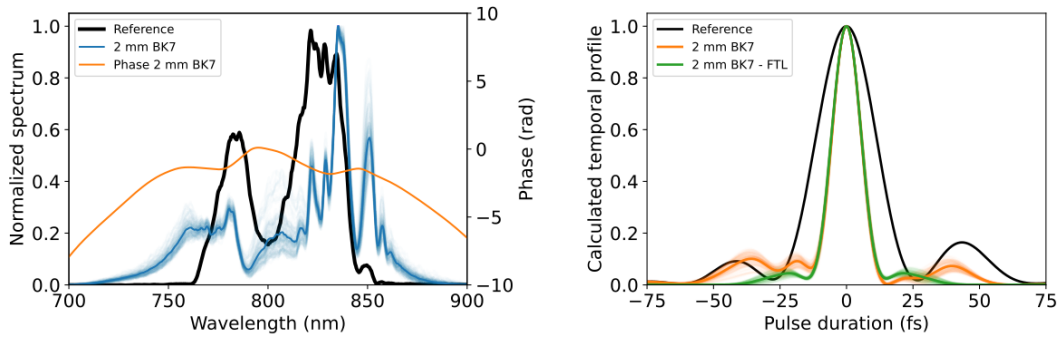 Normalized spectrum
1.0
0.8
0.6
0.4
0.2
0.0
Reference
2 mm BK7
Phase 2 mm BK7
10
5
0
−5
−10
Phase (rad)
700
750
800
850
900
Wavelength (nm)
Calculated temporal profile
1.0
0.8
0.6
0.4
0.2
0.0
Reference
2 mm BK7
2 mm BK7 - FTL
−75
−50
−25
0
25
50
75
Pulse duration (fs)